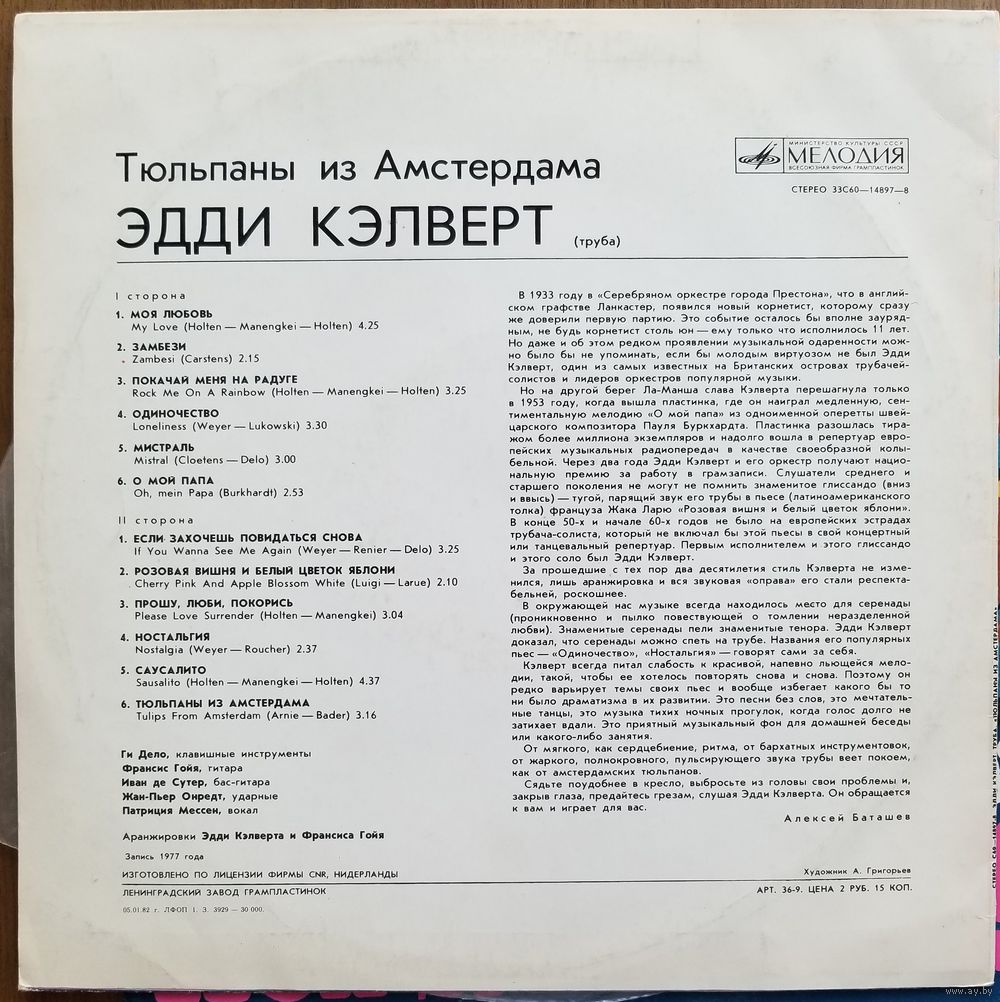 Тюльпаны из Амстердама
ЭДДИ КЭЛВЕРТ (труба)
МИНИСТЕРСТВО КУЛЬТУРЫ СССР
МЕЛОДИЯ
ВСЕСОЮЗНАЯ ФИРМА ГРАМПЛАСТИНОК
СТЕРЕО 33С60—14897—8
I сторона
1. МОЯ ЛЮБОВЬ
My Love (Holten — Manengkei — Holten) 4.25
2. ЗАМБЕЗИ
Zambesi (Carstens) 2.15
3. ПОКАЧАЙ МЕНЯ НА РАДУГЕ
Rock Me On A Rainbow (Holten — Manengkei — Holten) 3.25
4. ОДИНОЧЕСТВО
Loneliness (Weyer — Lukowski) 3.30
5. МИСТРАЛЬ
Mistral (Cloetens — Delo) 3.00
6. О МОЙ ПАПА
Oh, mein Papa (Burkhardt) 2.53
II сторона
1. ЕСЛИ ЗАХОЧЕШЬ ПОВИДАТЬСЯ СНОВА
If You Wanna See Me Again (Weyer — Renier — Delo) 3.25
2. РОЗОВАЯ ВИШНЯ И БЕЛЫЙ ЦВЕТОК ЯБЛОНИ
Cherry Pink And Apple Blossom White (Luigi — Larue) 2.10
3. ПРОШУ, ЛЮБИ, ПОКОРИСЬ
Please Love Surrender (Holten — Manengkei) 3.04
4. НОСТАЛЬГИЯ
Nostalgia (Weyer — Roucher) 2.37
5. САУСАЛИТО
Sausalito (Holten — Manengkei — Holten) 4.37
6. ТЮЛЬПАНЫ ИЗ АМСТЕРДАМА
Tulips From Amsterdam (Arnie — Bader) 3.16
Ги Дело, клавишные инструменты
Франсис Гойя, гитара
Иван де Сутер, бас-гитара
Жан-Пьер Онредт, ударные
Патриция Мессен, вокал
Аранжировки Эдди Кэлверта и Франсиса Гойя
Запись 1977 года
ИЗГОТОВЛЕНО ПО ЛИЦЕНЗИИ ФИРМЫ CNR, НИДЕРЛАНДЫ
ЛЕНИНГРАДСКИЙ ЗАВОД ГРАМПЛАСТИНОК
05.01.82 г. ЛФОП 1. З. 3929 — 30 000.
В 1933 году в «Серебряном оркестре города Престона», что в англий-
ском графстве Ланкастер, появился новый корнетист, которому сразу
же доверили первую партию. Это событие осталось бы вполне зауряд-
ным, не будь корнетист столь юн — ему только что исполнилось 11 лет.
Но даже и об этом редком проявлении музыкальной одаренности мож-
но было бы не упоминать, если бы молодым виртуозом не был Эдди
Кэлверт, один из самых известных на Британских островах трубачей-
солистов и лидеров оркестров популярной музыки.
Но на другой берег Ла-Манша слава Кэлверта перешагнула только
в 1953 году, когда вышла пластинка, где он наиграл медленную, сен-
тиментальную мелодию «О мой папа» из одноименной оперетты швей-
царского композитора Пауля Буркхардта. Пластинка разошлась тира-
жом более миллиона экземпляров и надолго вошла в репертуар евро-
пейских музыкальных радиопередач в качестве своеобразной колы-
бельной. Через два года Эдди Кэлверт и его оркестр получают нацио-
нальную премию за работу в грамзаписи. Слушатели среднего и
старшего поколения не могут не помнить знаменитое глиссандо (вниз
и ввысь) — тугой, парящий звук его трубы в пьесе (латиноамериканского
толка) француза Жака Ларю «Розовая вишня и белый цветок яблони».
В конце 50-х и начале 60-х годов не было на европейских эстрадах
трубача-солиста, который не включал бы этой пьесы в свой концертный
или танцевальный репертуар. Первым исполнителем и этого глиссандо
и этого соло был Эдди Кэлверт.
За прошедшие с тех пор два десятилетия стиль Кэлверта не изме-
нился, лишь аранжировка и вся звуковая «оправа» его стали респекта-
бельней, роскошнее.
В окружающей нас музыке всегда находилось место для серенады
(проникновенно и пылко повествующей о томлении неразделенной
любви). Знаменитые серенады пели знаменитые тенора. Эдди Кэлверт
доказал, что серенады можно спеть на трубе. Названия его популярных
пьес — «Одиночество», «Ностальгия» — говорят сами за себя.
Кэлверт всегда питал слабость к красивой, напевно льющейся мело-
дии, такой, чтобы ее хотелось повторять снова и снова. Поэтому он
редко варьирует темы своих пьес и вообще избегает какого бы то
ни было драматизма в их развитии. Это песни без слов, это мечтатель-
ные танцы, это музыка тихих ночных прогулок, когда голос долго не
затихает вдали. Это приятный музыкальный фон для домашней беседы
или какого-либо занятия.
От мягкого, как сердцебиение, ритма, от бархатных инструментовок,
от жаркого, полнокровного, пульсирующего звука трубы веет покоем,
как от амстердамских тюльпанов.
Сядьте поудобнее в кресло, выбросьте из головы свои проблемы и,
закрыв глаза, предайтесь грезам, слушая Эдди Кэлверта. Он обращается
к вам и играет для вас.
Алексей Баташев
Художник А. Григорьев
АРТ. 36-9. ЦЕНА 2 РУБ. 15 КОП.
www.ay.by